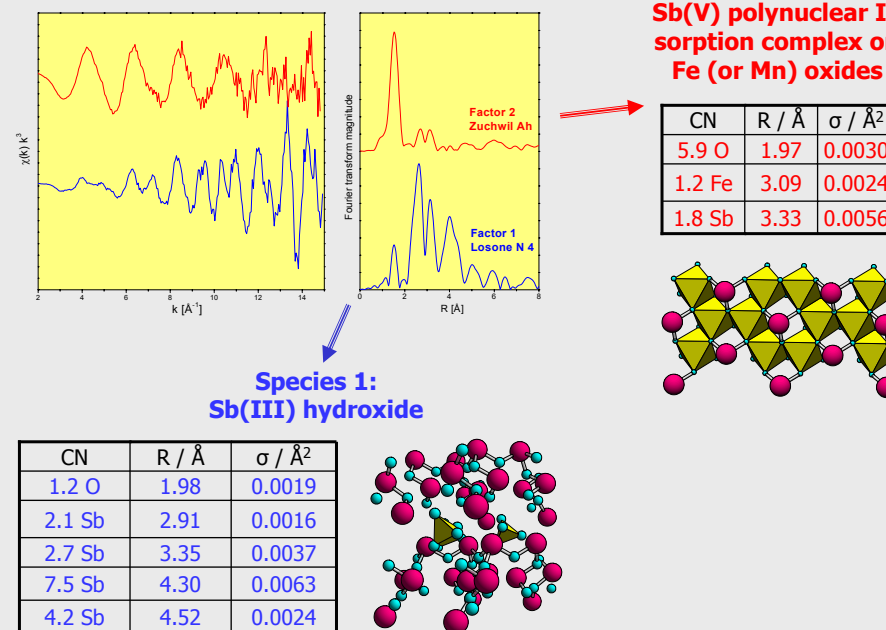 Sb(V) polynuclear
sorption complex
Fe (or Mn) oxides
CN R / Å σ / Å²
5.9 O 1.97 0.0030
1.2 Fe 3.09 0.0024
1.8 Sb 3.33 0.0056
χ(k) k³
2 4 6 8 10 12 14
k [Å⁻¹]
Fourier transform magnitude
Factor 2
Zuchwil Ah
Factor 1
Losone N 4
0 2 4 6 8
R [Å]
Species 1:
Sb(III) hydroxide
CN R / Å σ / Å²
1.2 O 1.98 0.0019
2.1 Sb 2.91 0.0016
2.7 Sb 3.35 0.0037
7.5 Sb 4.30 0.0063
4.2 Sb 4.52 0.0024